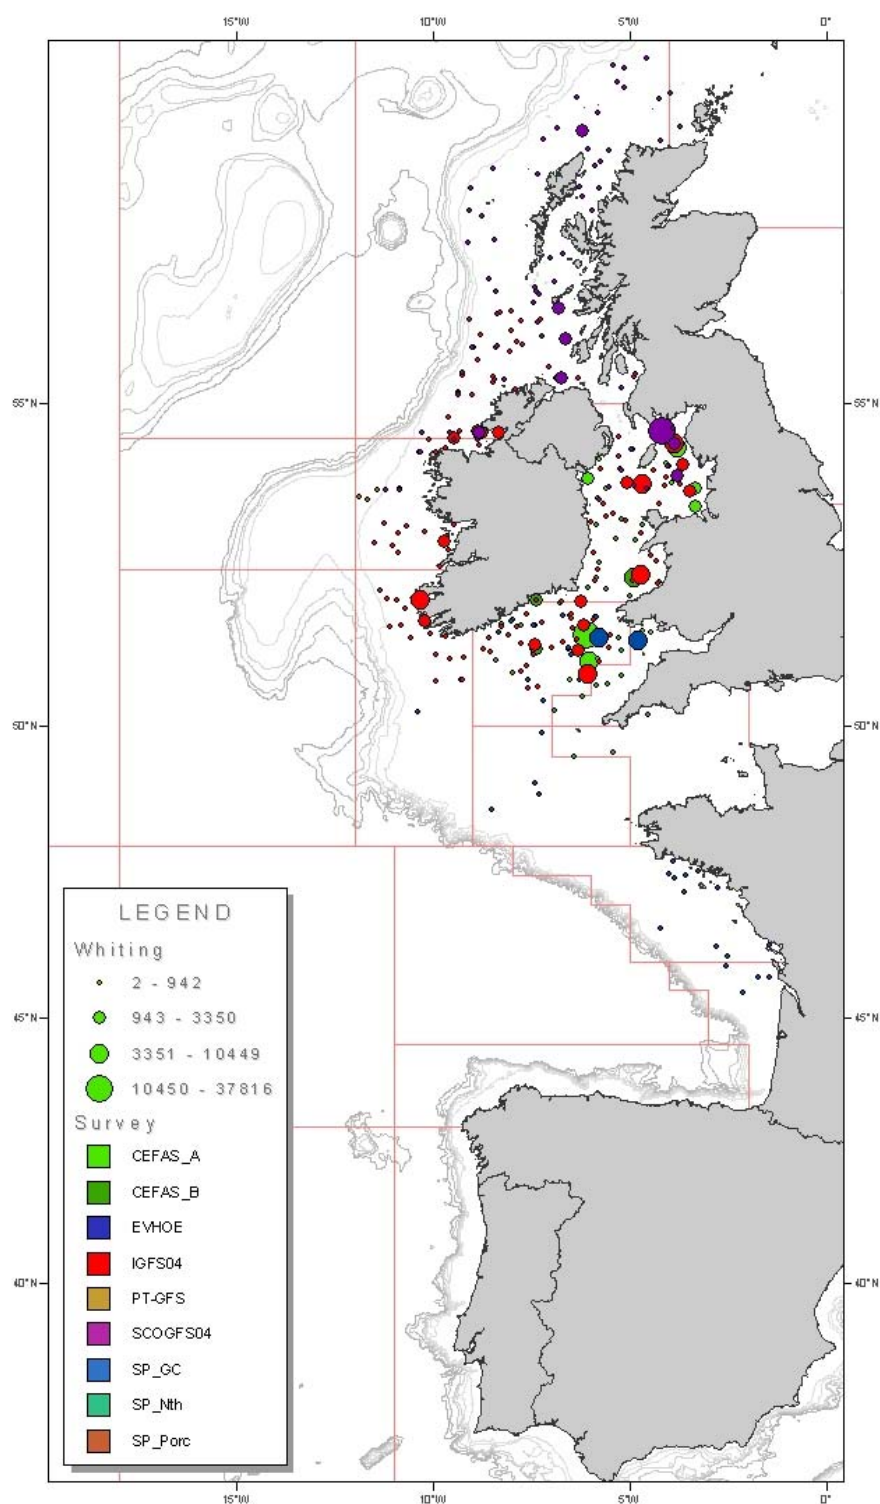 15°W 10°W 5°W 0°
55°N 55°N
50°N 50°N
LEGEND
Whiting
2 - 942
943 - 3350
3351 - 10449
10450 - 37816
Survey
CEFAS_A
CEFAS_B
EVHOE
IGFS04
PT-GFS
SCOGFS04
SP_GC
SP_Nth
SP_Porc
45°N 45°N
40°N 40°N
15°W 10°W 5°W 0°